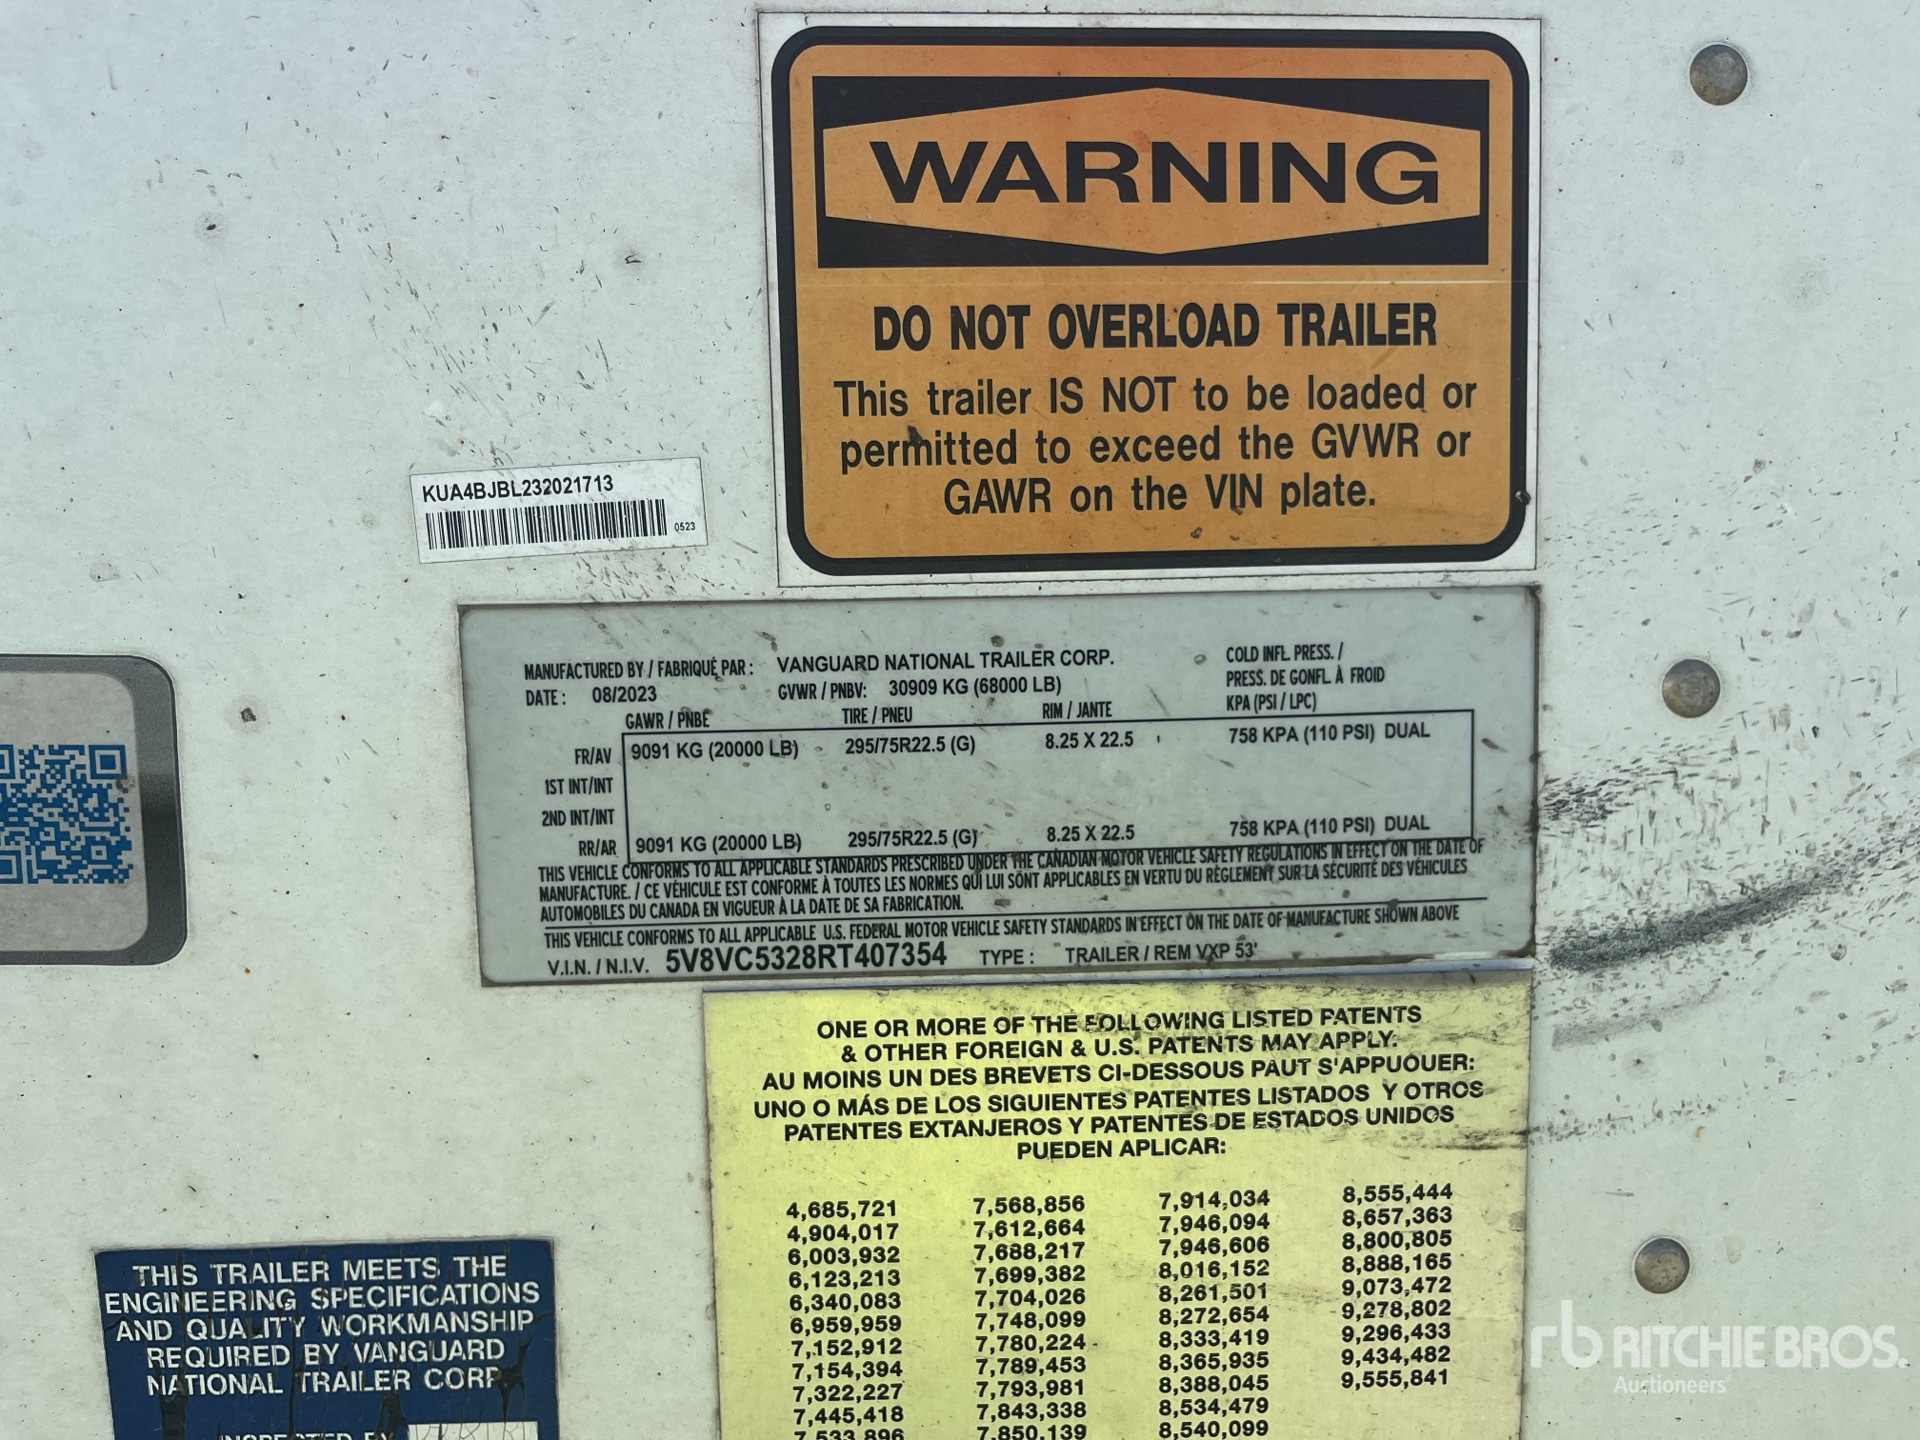 WARNING
DO NOT OVERLOAD TRAILER
This trailer IS NOT to be loaded or
permitted to exceed the GVWR or
GAWR on the VIN plate.
KUA4BJBL232021713
0523
MANUFACTURED BY / FABRIQUÉ PAR : VANGUARD NATIONAL TRAILER CORP.
DATE : 08/2023 GVWR / PNBV: 30909 KG (68000 LB)
COLD INFL. PRESS. /
PRESS. DE GONFL. À FROID
KPA (PSI / LPC)
GAWR / PNBE TIRE / PNEU RIM / JANTE
FR/AV 9091 KG (20000 LB) 295/75R22.5 (G) 8.25 X 22.5 758 KPA (110 PSI) DUAL
1ST INT/INT
2ND INT/INT
RR/AR 9091 KG (20000 LB) 295/75R22.5 (G) 8.25 X 22.5 758 KPA (110 PSI) DUAL
THIS VEHICLE CONFORMS TO ALL APPLICABLE STANDARDS PRESCRIBED UNDER THE CANADIAN MOTOR VEHICLE SAFETY REGULATIONS IN EFFECT ON THE DATE OF
MANUFACTURE. / CE VÉHICULE EST CONFORME À TOUTES LES NORMES QUI LUI SONT APPLICABLES EN VERTU DU RÈGLEMENT SUR LA SÉCURITÉ DES VÉHICULES
AUTOMOBILES DU CANADA EN VIGUEUR À LA DATE DE SA FABRICATION.
THIS VEHICLE CONFORMS TO ALL APPLICABLE U.S. FEDERAL MOTOR VEHICLE SAFETY STANDARDS IN EFFECT ON THE DATE OF MANUFACTURE SHOWN ABOVE
V.I.N. / N.I.V. 5V8VC5328RT407354 TYPE : TRAILER / REM VXP 53'
ONE OR MORE OF THE FOLLOWING LISTED PATENTS
& OTHER FOREIGN & U.S. PATENTS MAY APPLY:
AU MOINS UN DES BREVETS CI-DESSOUS PAUT S'APPUOUER:
UNO O MÁS DE LOS SIGUIENTES PATENTES LISTADOS Y OTROS
PATENTES EXTANJEROS Y PATENTES DE ESTADOS UNIDOS
PUEDEN APLICAR:
4,685,721 7,568,856 7,914,034 8,555,444
4,904,017 7,612,664 7,946,094 8,657,363
6,003,932 7,688,217 7,946,606 8,800,805
6,123,213 7,699,382 8,016,152 8,888,165
6,340,083 7,704,026 8,261,501 9,073,472
6,959,959 7,748,099 8,272,654 9,278,802
7,152,912 7,780,224 8,333,419 9,296,433
7,154,394 7,789,453 8,365,935 9,434,482
7,322,227 7,793,981 8,388,045 9,555,841
7,445,418 7,843,338 8,534,479
7,533,896 7,850,139 8,540,099
THIS TRAILER MEETS THE
ENGINEERING SPECIFICATIONS
AND QUALITY WORKMANSHIP
REQUIRED BY VANGUARD
NATIONAL TRAILER CORP
INSPECTED BY
rb RITCHIE BROS.
Auctioneers